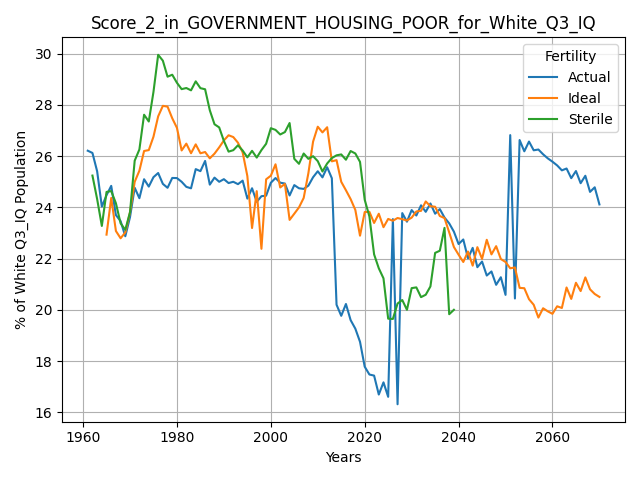 Score_2_in_GOVERNMENT_HOUSING_POOR_for_White_Q3_IQ
Fertility
Actual
Ideal
Sterile
% of White Q3_IQ Population
30
28
26
24
22
20
18
16
1960 1980 2000 2020 2040 2060
Years